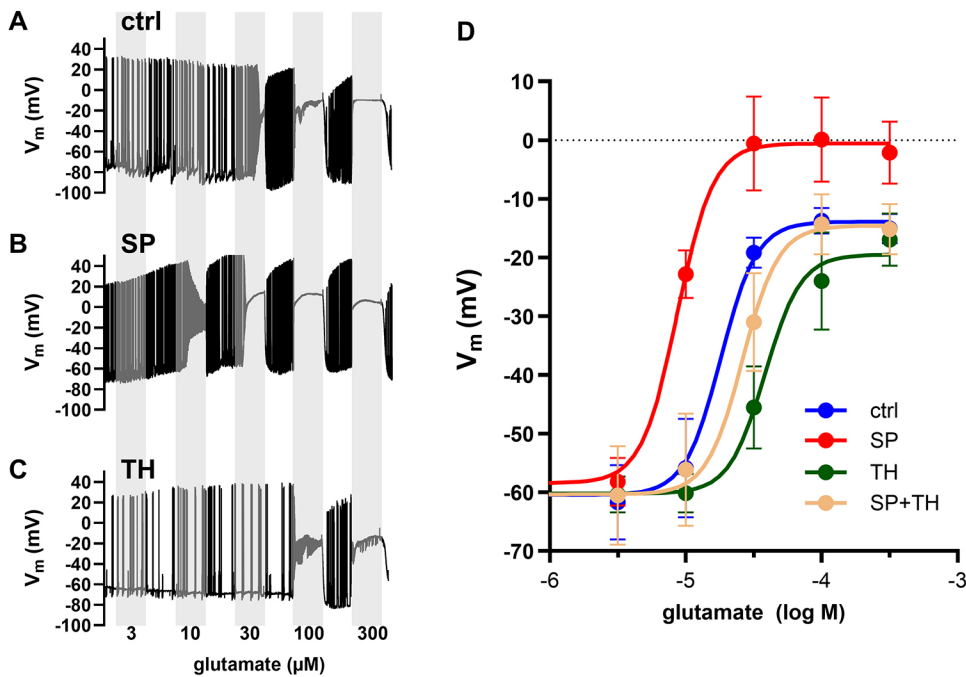 A
ctrl
40
20
0
-20
-40
-60
-80
-100
Vm (mV)
B
SP
40
20
0
-20
-40
-60
-80
-100
Vm (mV)
C
TH
40
20
0
-20
-40
-60
-80
-100
Vm (mV)
3 10 30 100 300
glutamate (μM)
D
10
0
-10
-20
-30
-40
-50
-60
-70
Vm (mV)
ctrl
SP
TH
SP+TH
-6 -5 -4 -3
glutamate (log M)